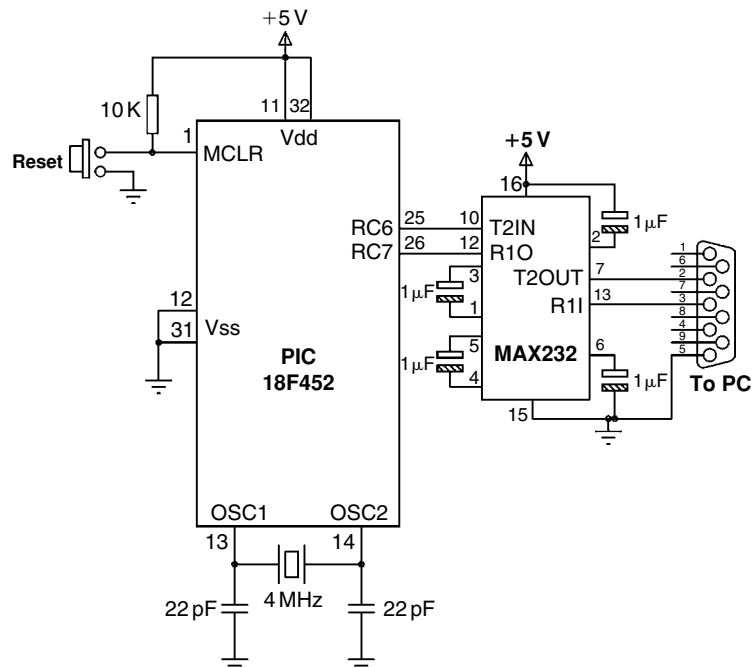 +5 V
10 K
11 32
Vdd
1
MCLR
Reset
+5 V
16
RC6 25 10 T2IN
RC7 26 12 R1O
2
1 µF
3
T2OUT 7
1 µF
R1I 13
1
1
6
2
7
3
8
4
9
5
12
Vss
31
PIC
18F452
5
MAX232
6
1 µF
4
1 µF
To PC
15
OSC1 OSC2
13 14
4 MHz
22 pF 22 pF